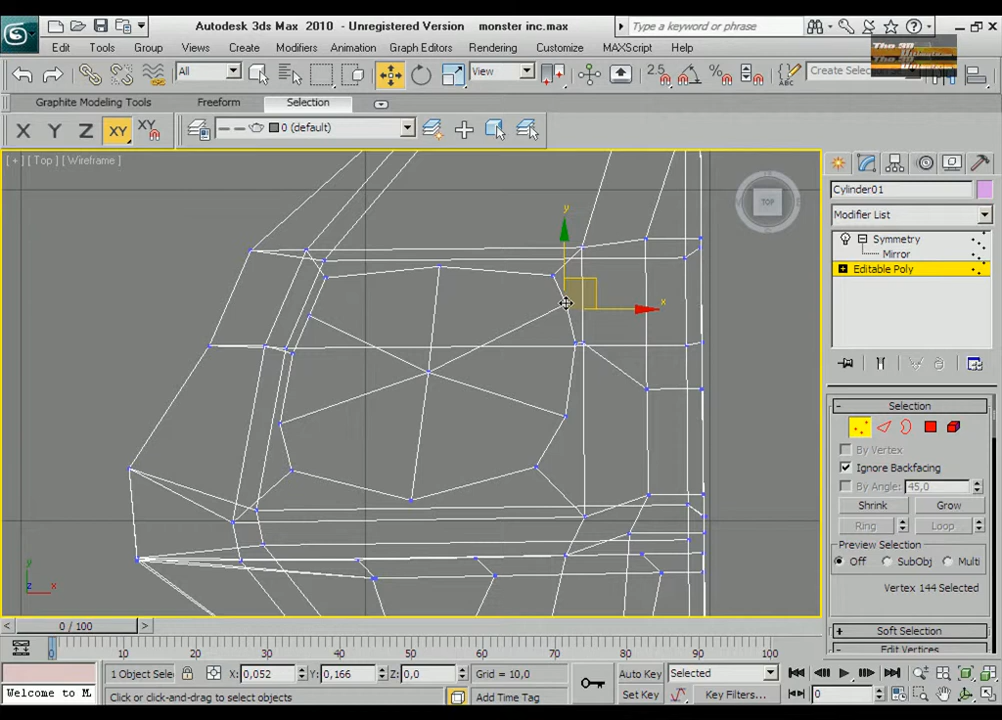 Autodesk 3ds Max 2010 - Unregistered Version monster inc.max
Type a keyword or phrase
Edit Tools Group Views Create Modifiers Animation Graph Editors Rendering Customize MAXScript Help
All View 2.5 % ABC Create Selection
Graphite Modeling Tools Freeform Selection
X Y Z XY XY 0 (default)
[ + ] [ Top ] [ Wireframe ]
TOP
y
x
y
z x
Cylinder01
Modifier List
Symmetry
Mirror
Editable Poly
Selection
By Vertex
Ignore Backfacing
By Angle: 45,0
Shrink Grow
Ring Loop
Preview Selection
Off SubObj Multi
Vertex 144 Selected
Soft Selection
Edit Vertices
0 / 100
0 10 20 30 40 50 60 70 80 90 100
1 Object Sele X: 0,052 Y: 0,166 Z: 0,0 Grid = 10,0 Auto Key Selected
Welcome to M Click or click-and-drag to select objects Add Time Tag Set Key Key Filters... 0